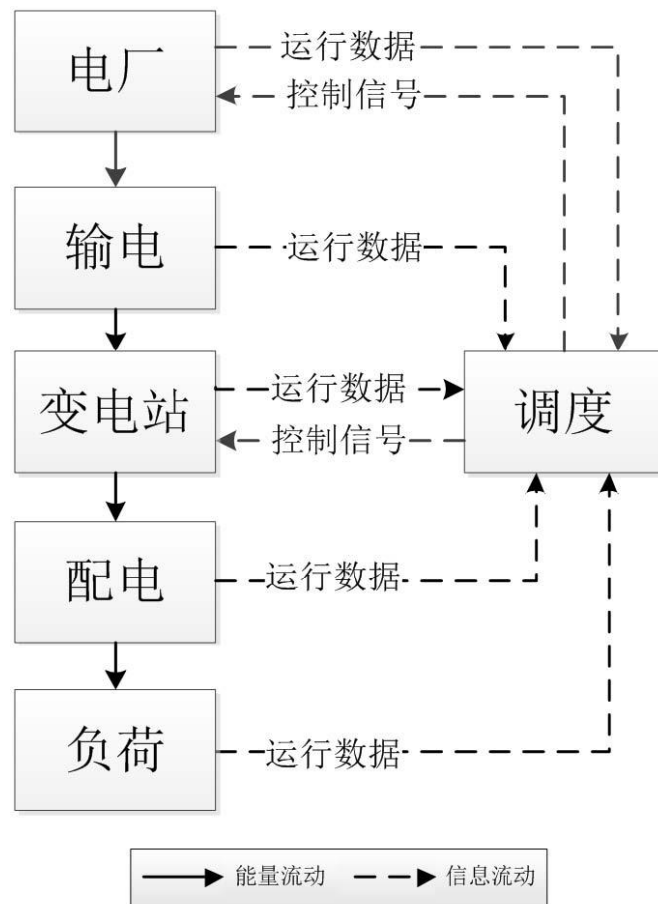 电厂
运行数据
控制信号
输电
运行数据
变电站
运行数据
控制信号
调度
配电
运行数据
负荷
运行数据
能量流动
信息流动